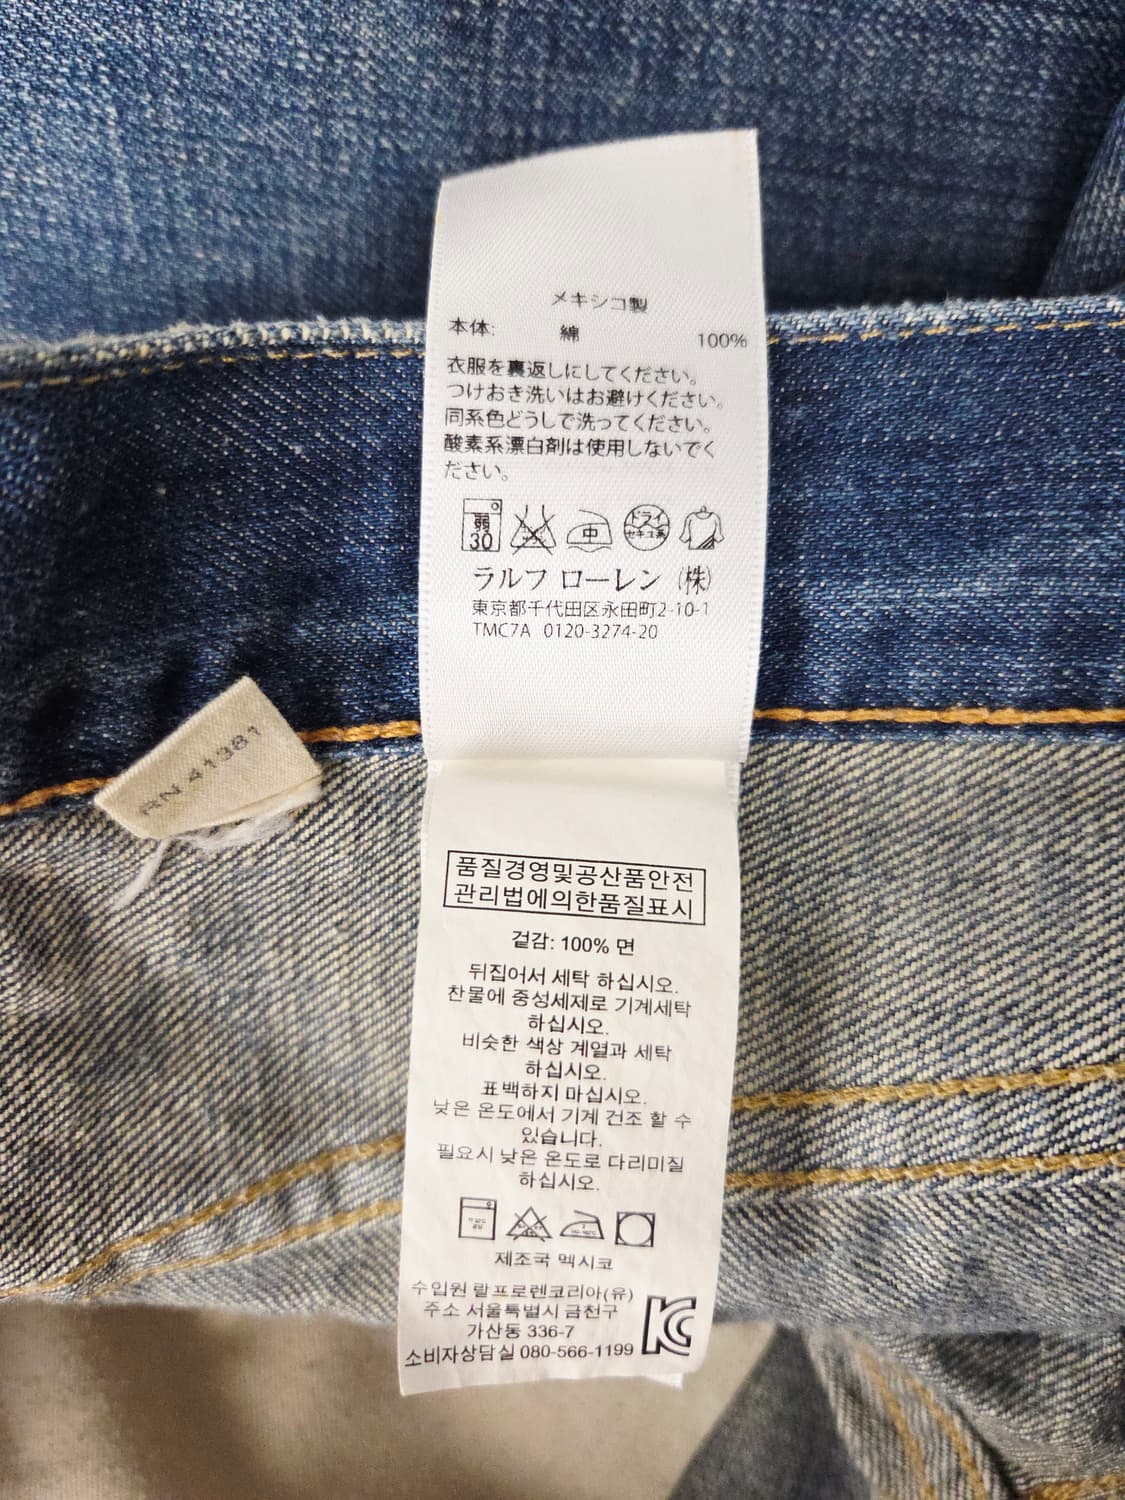 メキシコ製
本体: 綿 100%
衣服を裏返しにしてください。
つけおき洗いはお避けください。
同系色どうしで洗ってください。
酸素系漂白剤は使用しないでく
ださい。
弱
30
中
ドライ
セキユ系
ラルフ ローレン (株)
東京都千代田区永田町2-10-1
TMC7A 0120-3274-20
RN 41381
품질경영및공산품안전
관리법에의한품질표시
겉감: 100% 면
뒤집어서 세탁 하십시오.
찬물에 중성세제로 기계세탁
하십시오.
비슷한 색상 계열과 세탁
하십시오.
표백하지 마십시오.
낮은 온도에서 기계 건조 할 수
있습니다.
필요시 낮은 온도로 다리미질
하십시오.
제조국 멕시코
수입원 랄프로렌코리아(유)
주소 서울특별시 금천구
가산동 336-7
소비자상담실 080-566-1199
KC